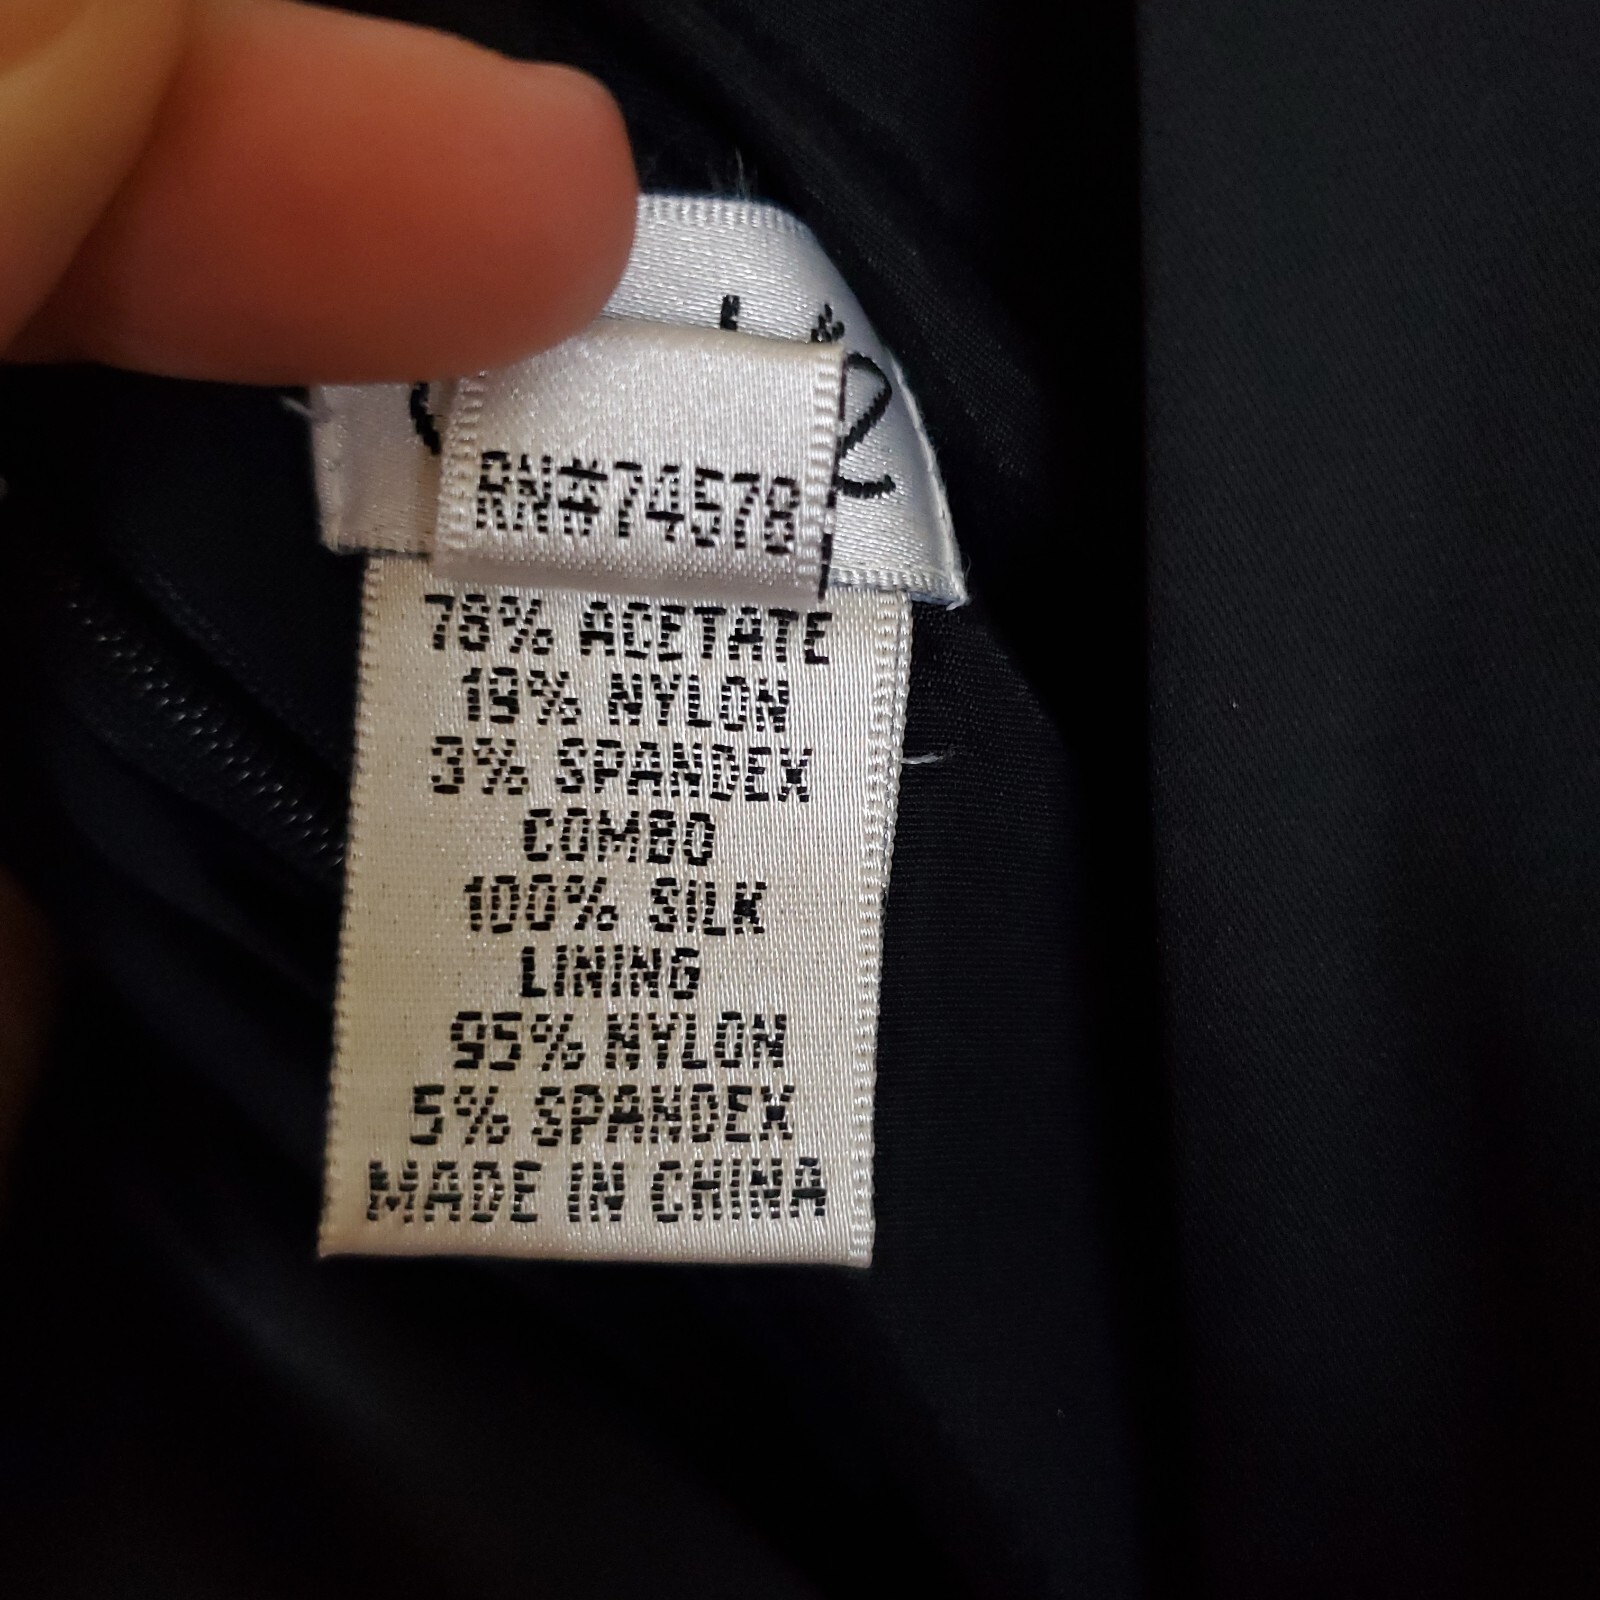 RN#74578
78% ACETATE
19% NYLON
3% SPANDEX
COMBO
100% SILK
LINING
95% NYLON
5% SPANDEX
MADE IN CHINA